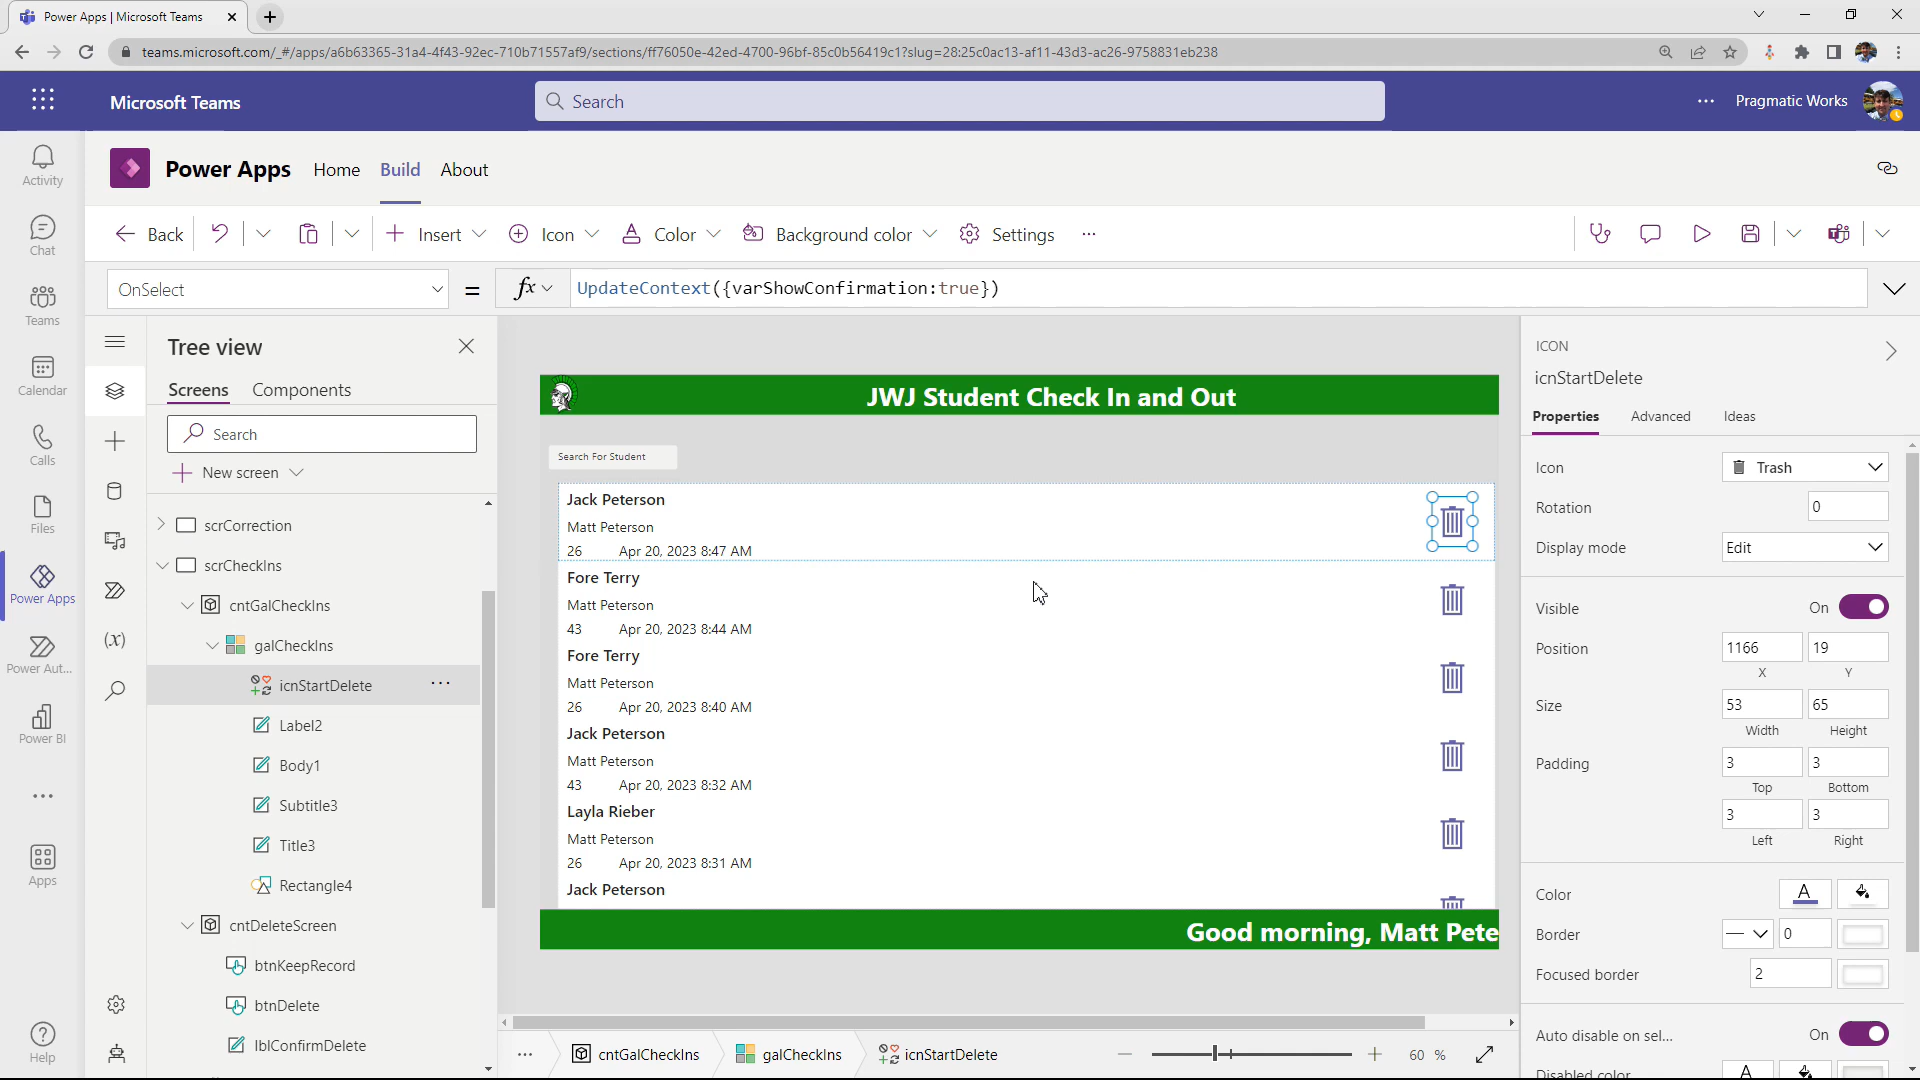 Power Apps | Microsoft Teams
teams.microsoft.com/_#/apps/a6b63365-31a4-4f43-92ec-710b71557af9/sections/ff76050e-42ed-4700-96bf-85c0b56419c1?slug=28:25c0ac13-af11-43d3-ac26-9758831eb238
Microsoft Teams
Search
Pragmatic Works
Power Apps
Home
Build
About
Back
Insert
Icon
Color
Background color
Settings
OnSelect
=
fx
UpdateContext({varShowConfirmation:true})
Activity
Chat
Teams
Calendar
Calls
Files
Power Apps
Power Aut...
Power BI
Apps
Help
Tree view
Screens
Components
Search
New screen
scrCorrection
scrCheckIns
cntGalCheckIns
galCheckIns
icnStartDelete
Label2
Body1
Subtitle3
Title3
Rectangle4
cntDeleteScreen
btnKeepRecord
btnDelete
lblConfirmDelete
JWJ Student Check In and Out
Search For Student
Jack Peterson
Matt Peterson
26 Apr 20, 2023 8:47 AM
Fore Terry
Matt Peterson
43 Apr 20, 2023 8:44 AM
Fore Terry
Matt Peterson
26 Apr 20, 2023 8:40 AM
Jack Peterson
Matt Peterson
43 Apr 20, 2023 8:32 AM
Layla Rieber
Matt Peterson
26 Apr 20, 2023 8:31 AM
Jack Peterson
Good morning, Matt Pete
cntGalCheckIns
galCheckIns
icnStartDelete
60 %
ICON
icnStartDelete
Properties
Advanced
Ideas
Icon Trash
Rotation 0
Display mode Edit
Visible On
Position 1166 19
X Y
Size 53 65
Width Height
Padding 3 3
Top Bottom
3 3
Left Right
Color
Border 0
Focused border 2
Auto disable on sel... On
Disabled color